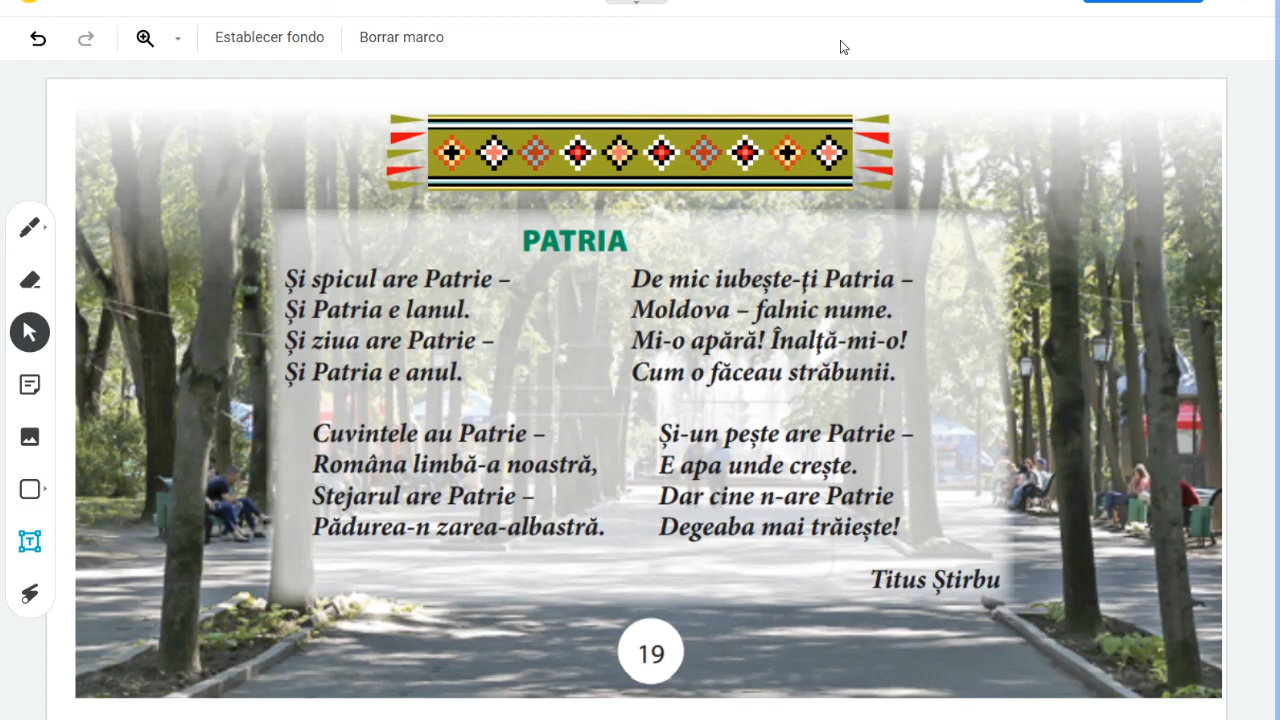 Establecer fondo
Borrar marco
PATRIA
Și spicul are Patrie –
Și Patria e lanul.
Și ziua are Patrie –
Și Patria e anul.
Cuvintele au Patrie –
Româna limbă-a noastră,
Stejarul are Patrie –
Pădurea-n zarea-albastră.
De mic iubește-ți Patria –
Moldova – falnic nume.
Mi-o apără! Înalţă-mi-o!
Cum o făceau străbunii.
Și-un pește are Patrie –
E apa unde crește.
Dar cine n-are Patrie
Degeaba mai trăiește!
Titus Știrbu
19